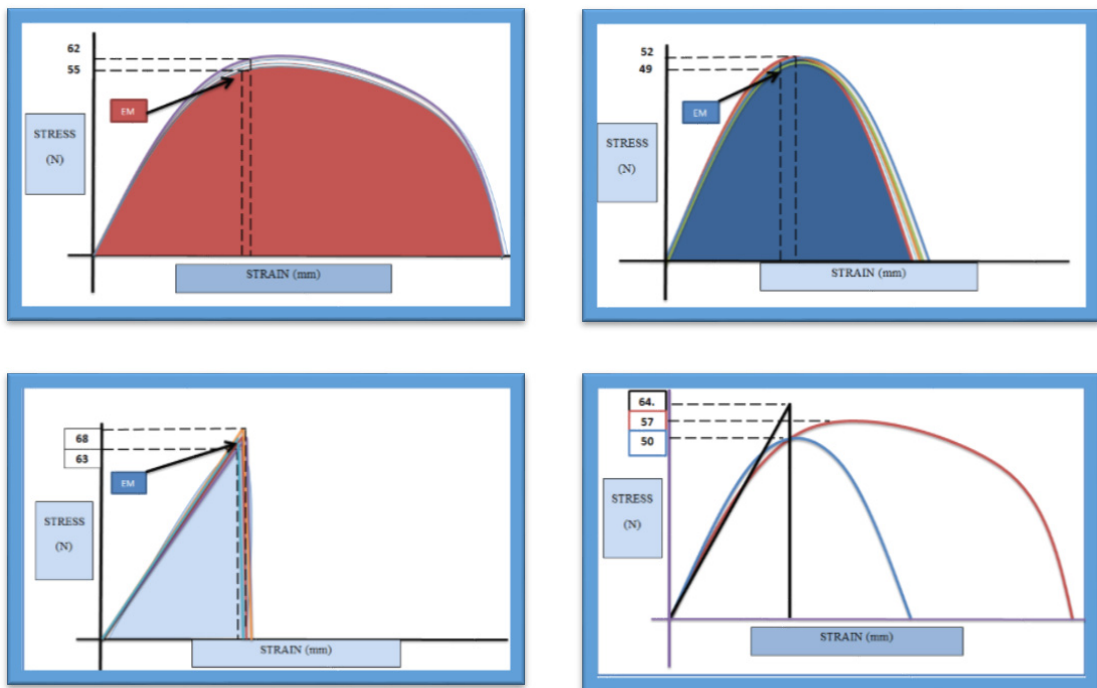 62
55
EM
STRESS
(N)
STRAIN (mm)
52
49
EM
STRESS
(N)
STRAIN (mm)
68
63
EM
STRESS
(N)
STRAIN (mm)
64.
57
50
STRESS
(N)
STRAIN (mm)